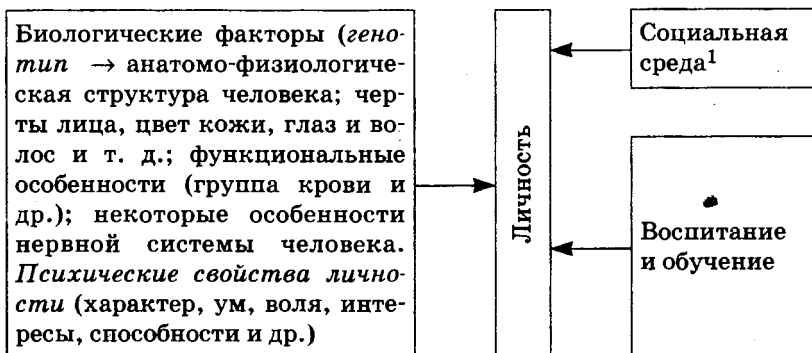 Биологические факторы (гено-
тип → анатомо-физиологиче-
ская структура человека; чер-
ты лица, цвет кожи, глаз и во-
лос и т. д.; функциональные
особенности (группа крови и
др.); некоторые особенности
нервной системы человека.
Психические свойства лично-
сти (характер, ум, воля, инте-
ресы, способности и др.)
Личность
Социальная
среда¹
Воспитание
и обучение